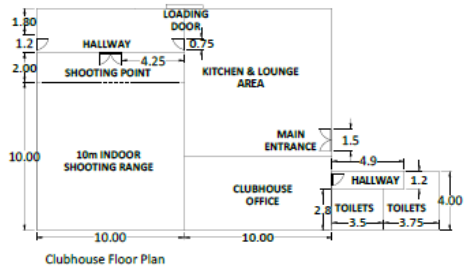 1.80
LOADING
DOOR
1.2
HALLWAY
0.75
2.00
4.25
SHOOTING POINT
KITCHEN & LOUNGE
AREA
MAIN
ENTRANCE
1.5
10.00
10m INDOOR
SHOOTING RANGE
4.9
HALLWAY
1.2
CLUBHOUSE
OFFICE
2.8
TOILETS
TOILETS
4.00
3.5
3.75
10.00
10.00
Clubhouse Floor Plan